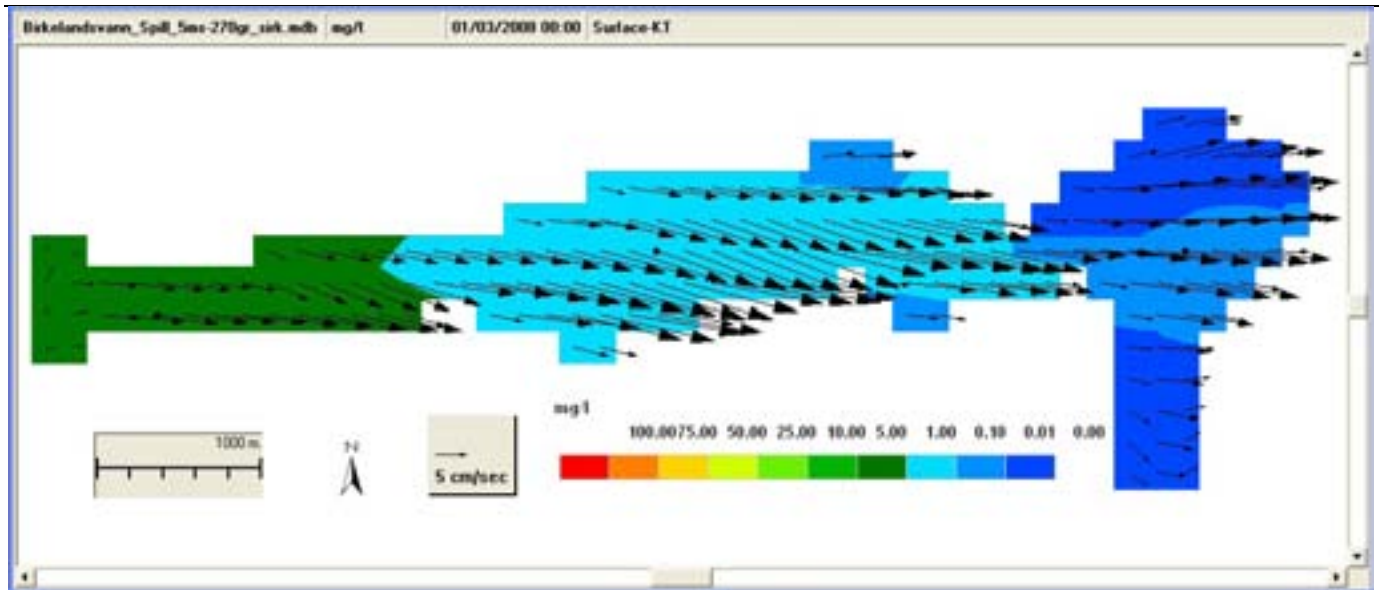 Birkelandsvann_Spill_5ms-270gr_sirk.mdb mg/l 01/03/2008 00:00 Surface-KT
mg/l
1000 m. N
100.00 75.00 50.00 25.00 10.00 5.00 1.00 0.10 0.01 0.00
5 cm/sec